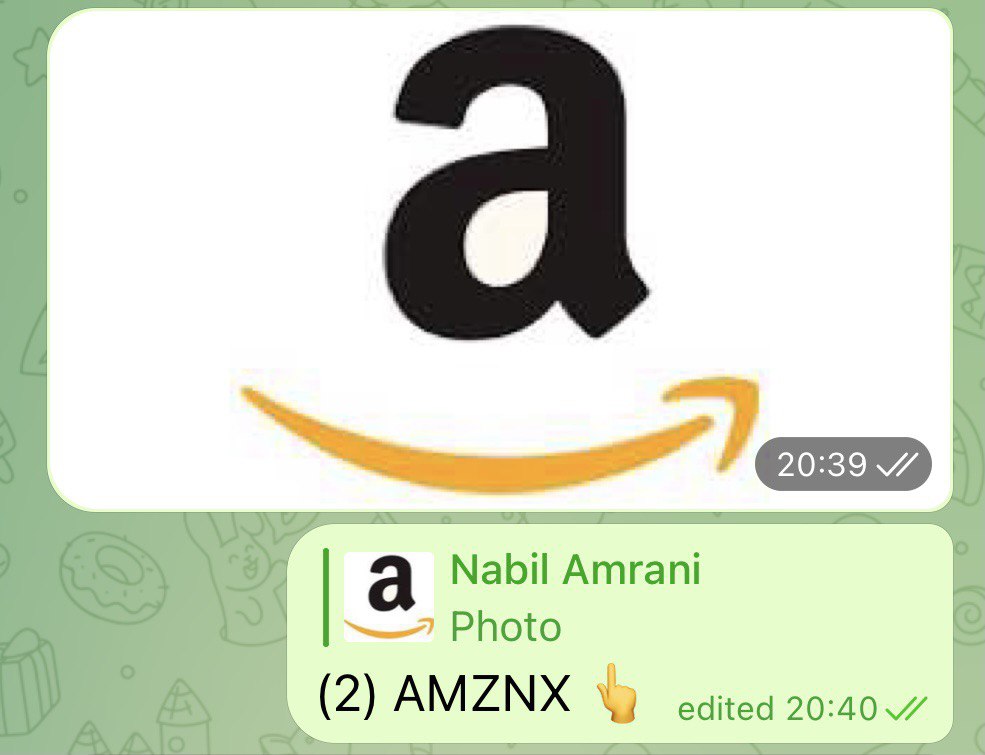 a
20:39
a
Nabil Amrani
Photo
(2) AMZNX 👆
edited 20:40